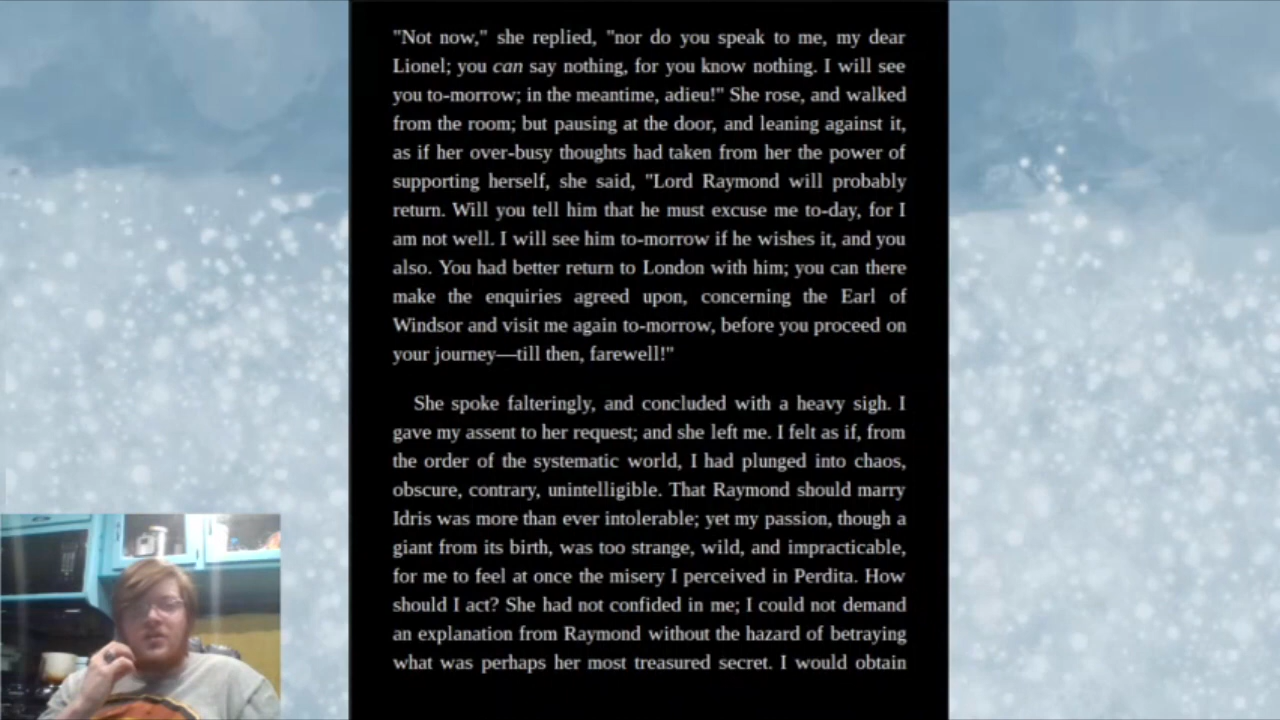 "Not now," she replied, "nor do you speak to me, my dear
Lionel; you can say nothing, for you know nothing. I will see
you to-morrow; in the meantime, adieu!" She rose, and walked
from the room; but pausing at the door, and leaning against it,
as if her over-busy thoughts had taken from her the power of
supporting herself, she said, "Lord Raymond will probably
return. Will you tell him that he must excuse me to-day, for I
am not well. I will see him to-morrow if he wishes it, and you
also. You had better return to London with him; you can there
make the enquiries agreed upon, concerning the Earl of
Windsor and visit me again to-morrow, before you proceed on
your journey—till then, farewell!"
She spoke falteringly, and concluded with a heavy sigh. I
gave my assent to her request; and she left me. I felt as if, from
the order of the systematic world, I had plunged into chaos,
obscure, contrary, unintelligible. That Raymond should marry
Idris was more than ever intolerable; yet my passion, though a
giant from its birth, was too strange, wild, and impracticable,
for me to feel at once the misery I perceived in Perdita. How
should I act? She had not confided in me; I could not demand
an explanation from Raymond without the hazard of betraying
what was perhaps her most treasured secret. I would obtain